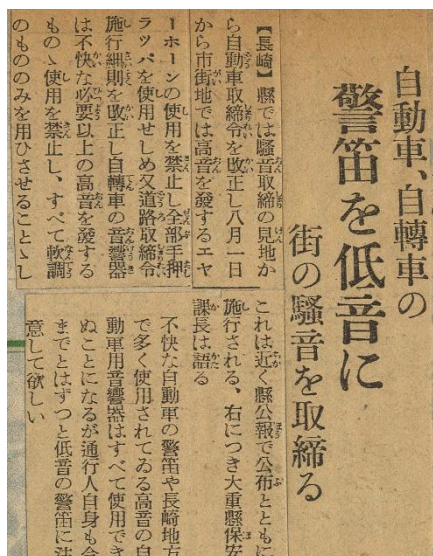 自動車、自轉車の
警笛を低音に
街の騷音を取締る
【長崎】縣では騷音取締の見地か
ら自動車取締令を改正し八月一日
から市街地では高音を發するエヤ
ーホーンの使用を禁止し全部手押
ラッパを使用せしめ又道路取締令
施行細則を改正し自轉車の音響器
は不快な必要以上の高音を發する
ものゝ使用を禁止し、すべて軟調
のもののみを用ひさせることゝし
これは近く縣公報で公布とともに
施行される、右につき大重縣保安
課長は語る
不快な自動車の警笛や長崎地方
で多く使用されてゐる高音の自
動車用音響器はすべて使用でき
ぬことになるが通行人自身も今
までとはずつと低音の警笛に注
意して欲しい